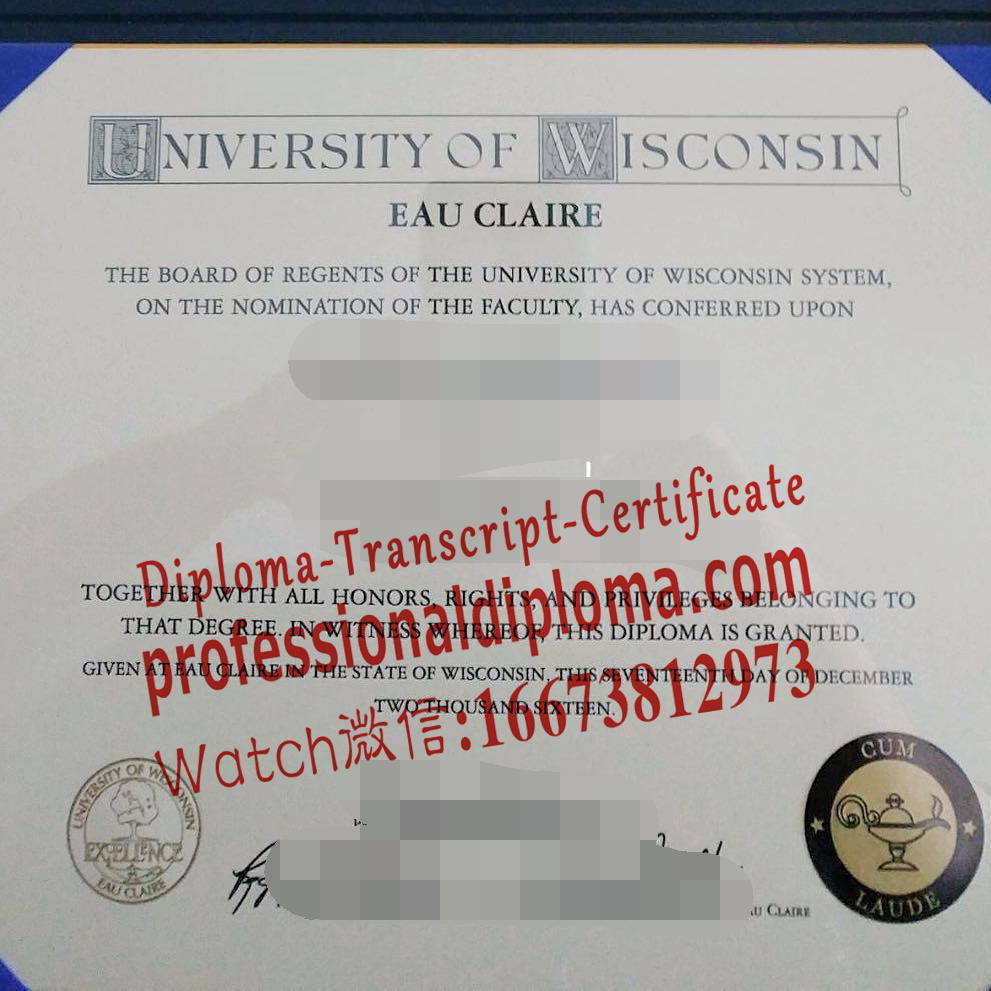 UNIVERSITY OF WISCONSIN
EAU CLAIRE
THE BOARD OF REGENTS OF THE UNIVERSITY OF WISCONSIN SYSTEM,
ON THE NOMINATION OF THE FACULTY, HAS CONFERRED UPON
Diploma-Transcript-Certificate
TOGETHER WITH ALL HONORS, RIGHTS, AND PRIVILEGES BELONGING TO
professionaldiploma.com
THAT DEGREE. IN WITNESS WHEREOF, THIS DIPLOMA IS GRANTED.
GIVEN AT EAU CLAIRE IN THE STATE OF WISCONSIN, THIS SEVENTEENTH DAY OF DECEMBER
TWO THOUSAND SIXTEEN.
Watch微信:16673812973
UNIVERSITY OF WISCONSIN
EXCELLENCE
EAU CLAIRE
CUM
LAUDE
AU CLAIRE